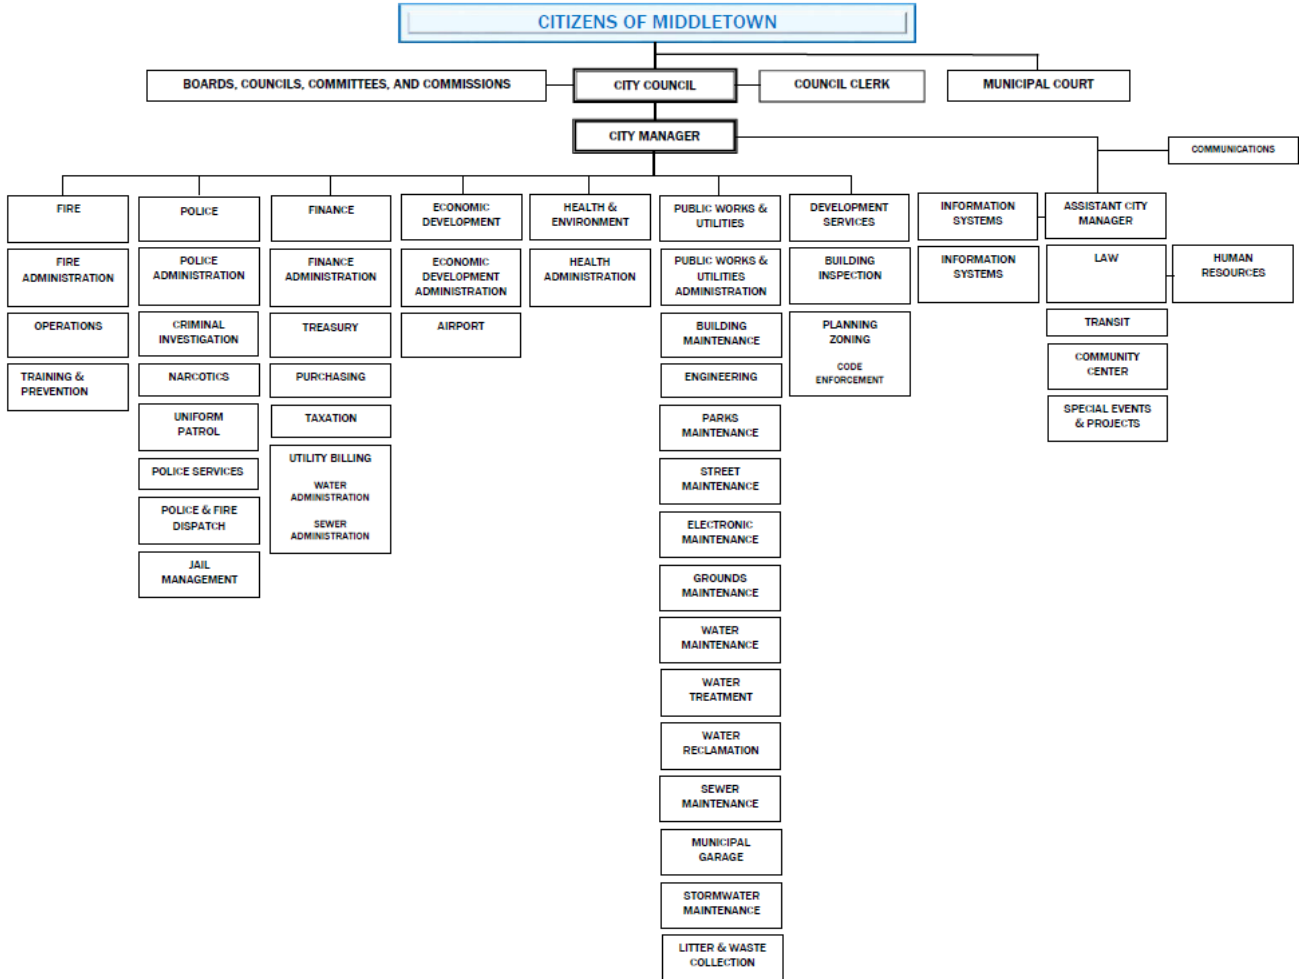 CITIZENS OF MIDDLETOWN
BOARDS, COUNCILS, COMMITTEES, AND COMMISSIONS
CITY COUNCIL
COUNCIL CLERK
MUNICIPAL COURT
CITY MANAGER
COMMUNICATIONS
FIRE
FIRE
ADMINISTRATION
OPERATIONS
TRAINING &
PREVENTION
POLICE
POLICE
ADMINISTRATION
CRIMINAL
INVESTIGATION
NARCOTICS
UNIFORM
PATROL
POLICE SERVICES
POLICE & FIRE
DISPATCH
JAIL
MANAGEMENT
FINANCE
FINANCE
ADMINISTRATION
TREASURY
PURCHASING
TAXATION
UTILITY BILLING
WATER
ADMINISTRATION
SEWER
ADMINISTRATION
ECONOMIC
DEVELOPMENT
ECONOMIC
DEVELOPMENT
ADMINISTRATION
AIRPORT
HEALTH &
ENVIRONMENT
HEALTH
ADMINISTRATION
PUBLIC WORKS &
UTILITIES
PUBLIC WORKS &
UTILITIES
ADMINISTRATION
BUILDING
MAINTENANCE
ENGINEERING
PARKS
MAINTENANCE
STREET
MAINTENANCE
ELECTRONIC
MAINTENANCE
GROUNDS
MAINTENANCE
WATER
MAINTENANCE
WATER
TREATMENT
WATER
RECLAMATION
SEWER
MAINTENANCE
MUNICIPAL
GARAGE
STORMWATER
MAINTENANCE
LITTER & WASTE
COLLECTION
DEVELOPMENT
SERVICES
BUILDING
INSPECTION
PLANNING
ZONING
CODE
ENFORCEMENT
INFORMATION
SYSTEMS
INFORMATION
SYSTEMS
ASSISTANT CITY
MANAGER
LAW
HUMAN
RESOURCES
TRANSIT
COMMUNITY
CENTER
SPECIAL EVENTS
& PROJECTS